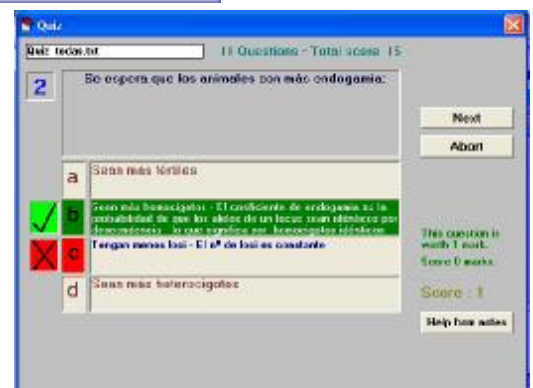 Quiz
Quiz todas.txt
11 Questions - Total score 15
2
Se espera que los animales con más endogamia:
Next
Abort
a
Sean más fértiles
b
Sean más homocigotos - El coeficiente de endogamia es la
probabilidad de que los alelos de un locus sean idénticos por
descendencia, lo que significa ser homocigotos idénticos
c
Tengan menos loci - El nº de loci es constante
This question is
worth 1 mark.
Score 0 marks.
d
Sean más heterocigotos
Score : 1
Help from notes